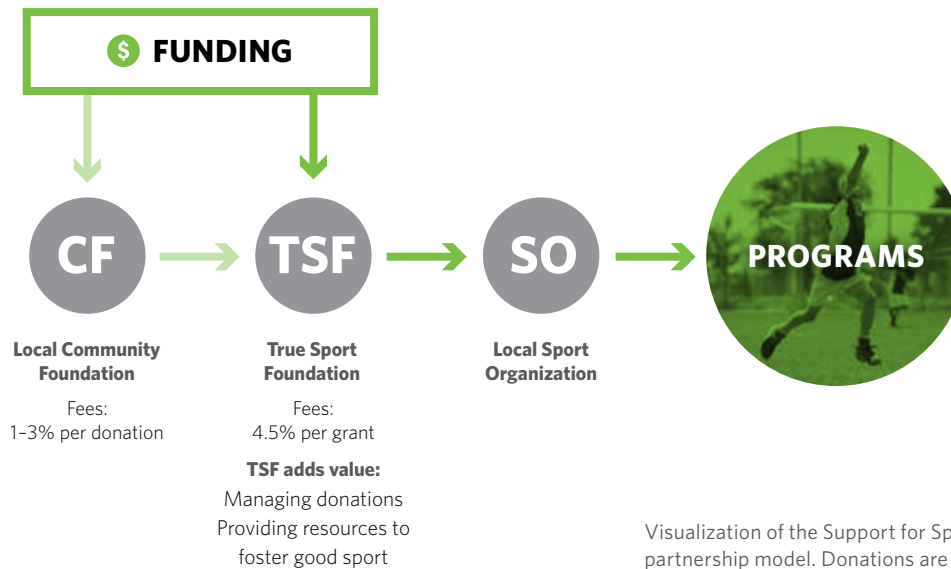 $ FUNDING
CF
TSF
SO
PROGRAMS
Local Community
Foundation
Fees:
1–3% per donation
True Sport
Foundation
Fees:
4.5% per grant
TSF adds value:
Managing donations
Providing resources to
foster good sport
Local Sport
Organization
Visualization of the Support for
partnership model. Donations are